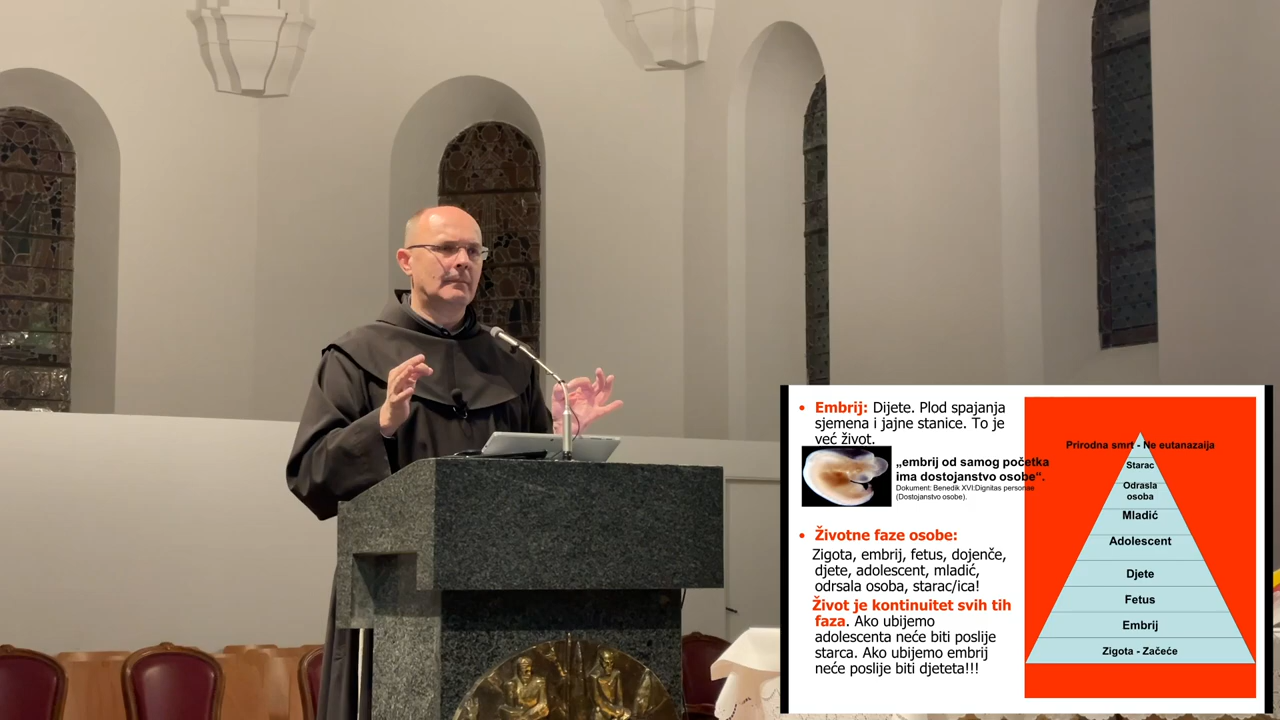 • Embrij: Dijete. Plod spajanja
sjemena i jajne stanice. To je
već život.
„embrij od samog početka
ima dostojanstvo osobe“.
Dokument: Benedik XVI:Dignitas personae
(Dostojanstvo osobe).
• Životne faze osobe:
Zigota, embrij, fetus, dojenče,
djete, adolescent, mladić,
odrsala osoba, starac/ica!
Život je kontinuitet svih tih
faza. Ako ubijemo
adolescenta neće biti poslije
starca. Ako ubijemo embrij
neće poslije biti djeteta!!!
Prirodna smrt - Ne eutanazaija
Starac
Odrasla
osoba
Mladić
Adolescent
Djete
Fetus
Embrij
Zigota - Začeće